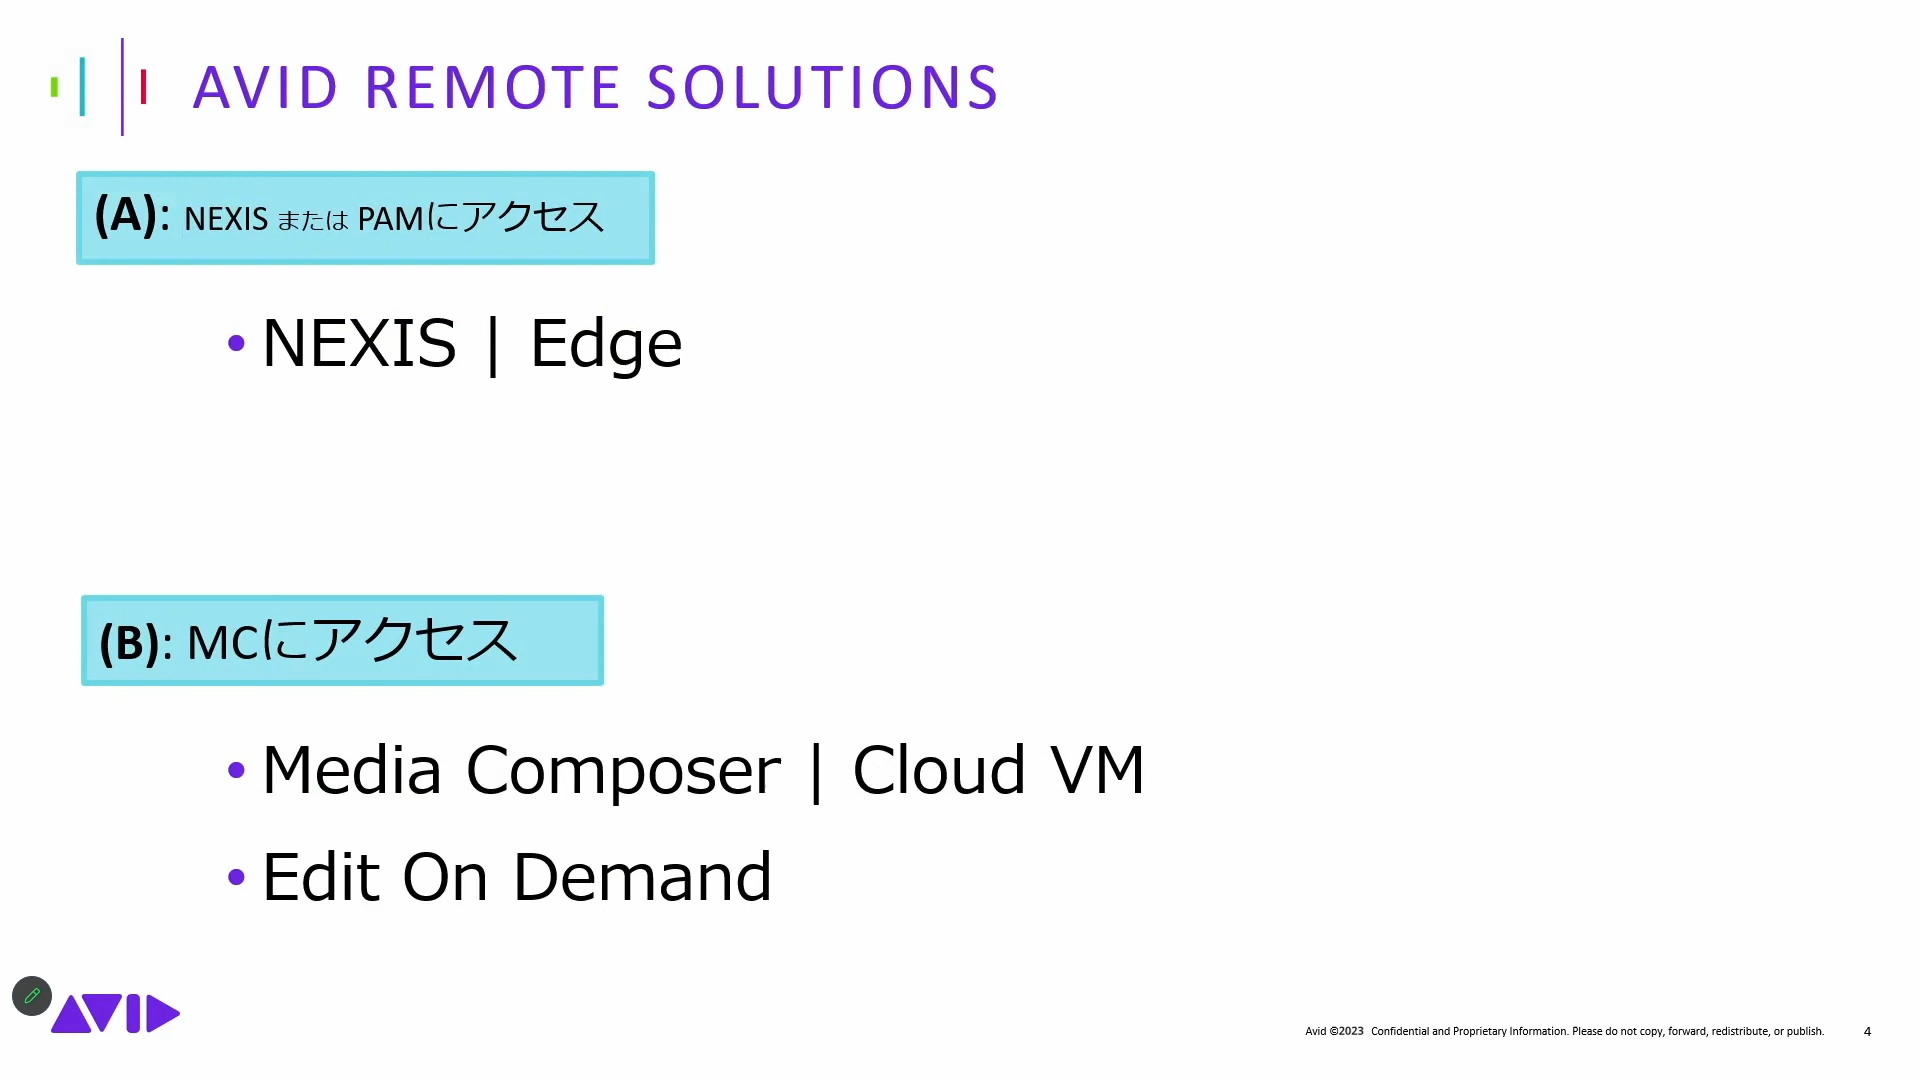 AVID REMOTE SOLUTIONS
(A): NEXIS または PAMにアクセス
• NEXIS | Edge
(B): MCにアクセス
• Media Composer | Cloud VM
• Edit On Demand
AVID
Avid ©2023 Confidential and Proprietary Information. Please do not copy, forward, redistribute, or publish. 4